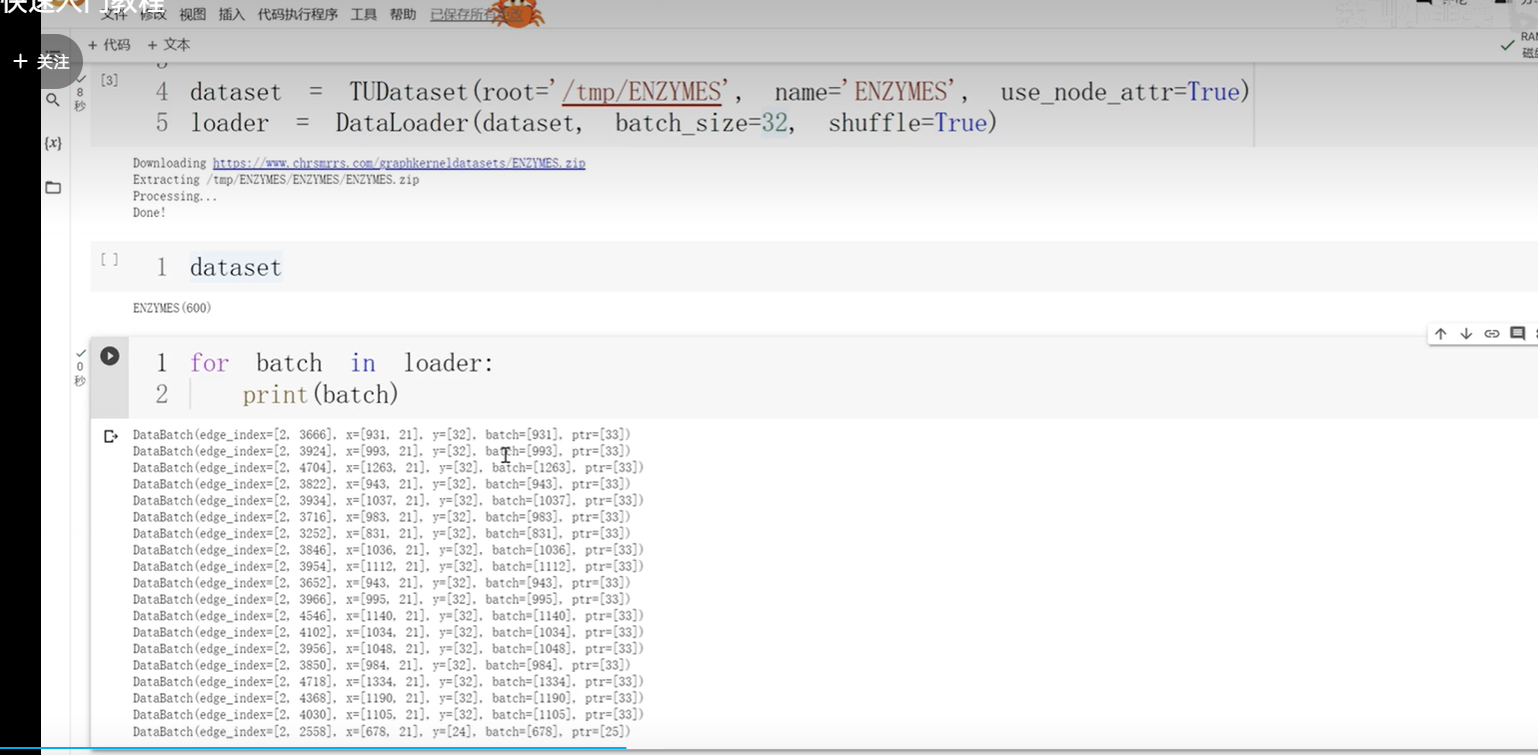 快速入门教程
文件 修改 视图 插入 代码执行程序 工具 帮助 已保存所有
+ 代码 + 文本
+ 关注
RAM
磁盘
[3]
8
秒
4 dataset = TUDataset(root='/tmp/ENZYMES', name='ENZYMES', use_node_attr=True)
5 loader = DataLoader(dataset, batch_size=32, shuffle=True)
{x}
Downloading https://www.chrsmrrs.com/graphkerneldatasets/ENZYMES.zip
Extracting /tmp/ENZYMES/ENZYMES/ENZYMES.zip
Processing...
Done!
[ ]
1 dataset
ENZYMES(600)
0
秒
1 for batch in loader:
2 print(batch)
DataBatch(edge_index=[2, 3666], x=[931, 21], y=[32], batch=[931], ptr=[33])
DataBatch(edge_index=[2, 3924], x=[993, 21], y=[32], batch=[993], ptr=[33])
DataBatch(edge_index=[2, 4704], x=[1263, 21], y=[32], batch=[1263], ptr=[33])
DataBatch(edge_index=[2, 3822], x=[943, 21], y=[32], batch=[943], ptr=[33])
DataBatch(edge_index=[2, 3934], x=[1037, 21], y=[32], batch=[1037], ptr=[33])
DataBatch(edge_index=[2, 3716], x=[983, 21], y=[32], batch=[983], ptr=[33])
DataBatch(edge_index=[2, 3252], x=[831, 21], y=[32], batch=[831], ptr=[33])
DataBatch(edge_index=[2, 3846], x=[1036, 21], y=[32], batch=[1036], ptr=[33])
DataBatch(edge_index=[2, 3954], x=[1112, 21], y=[32], batch=[1112], ptr=[33])
DataBatch(edge_index=[2, 3652], x=[943, 21], y=[32], batch=[943], ptr=[33])
DataBatch(edge_index=[2, 3966], x=[995, 21], y=[32], batch=[995], ptr=[33])
DataBatch(edge_index=[2, 4546], x=[1140, 21], y=[32], batch=[1140], ptr=[33])
DataBatch(edge_index=[2, 4102], x=[1034, 21], y=[32], batch=[1034], ptr=[33])
DataBatch(edge_index=[2, 3956], x=[1048, 21], y=[32], batch=[1048], ptr=[33])
DataBatch(edge_index=[2, 3850], x=[984, 21], y=[32], batch=[984], ptr=[33])
DataBatch(edge_index=[2, 4718], x=[1334, 21], y=[32], batch=[1334], ptr=[33])
DataBatch(edge_index=[2, 4368], x=[1190, 21], y=[32], batch=[1190], ptr=[33])
DataBatch(edge_index=[2, 4030], x=[1105, 21], y=[32], batch=[1105], ptr=[33])
DataBatch(edge_index=[2, 2558], x=[678, 21], y=[24], batch=[678], ptr=[25])